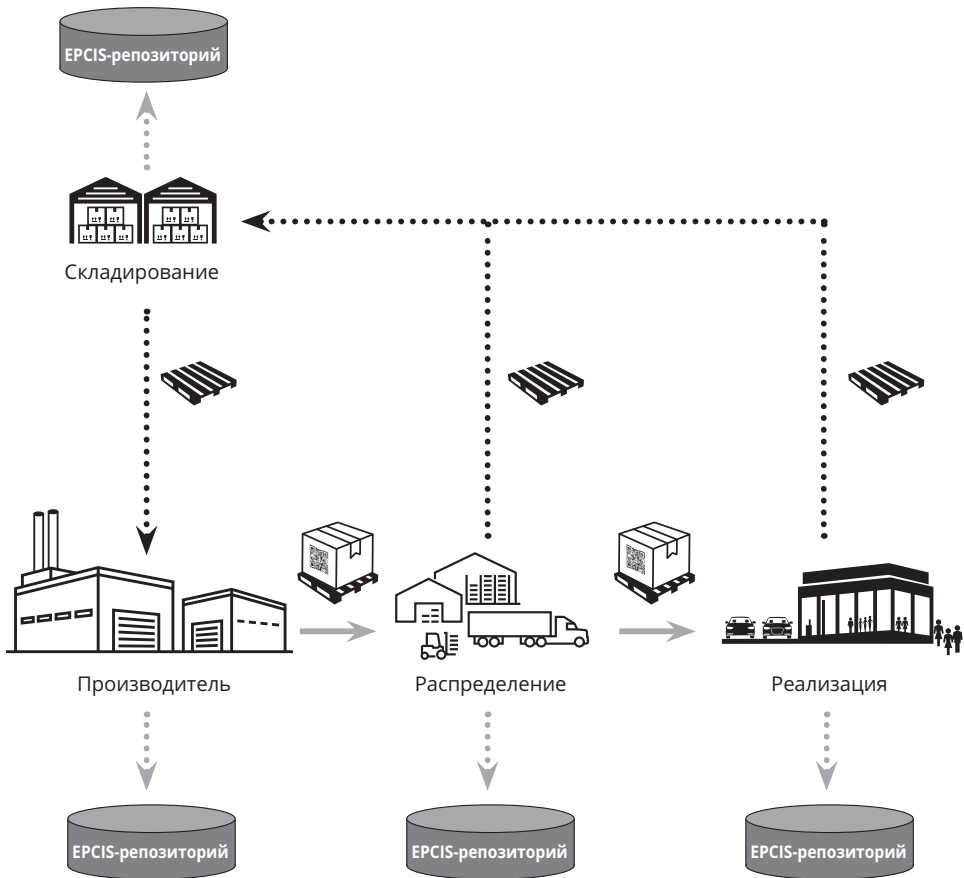 EPCIS-репозиторий
Складирование
Производитель
Распределение
Реализация
EPCIS-репозиторий
EPCIS-репозиторий
EPCIS-репозиторий